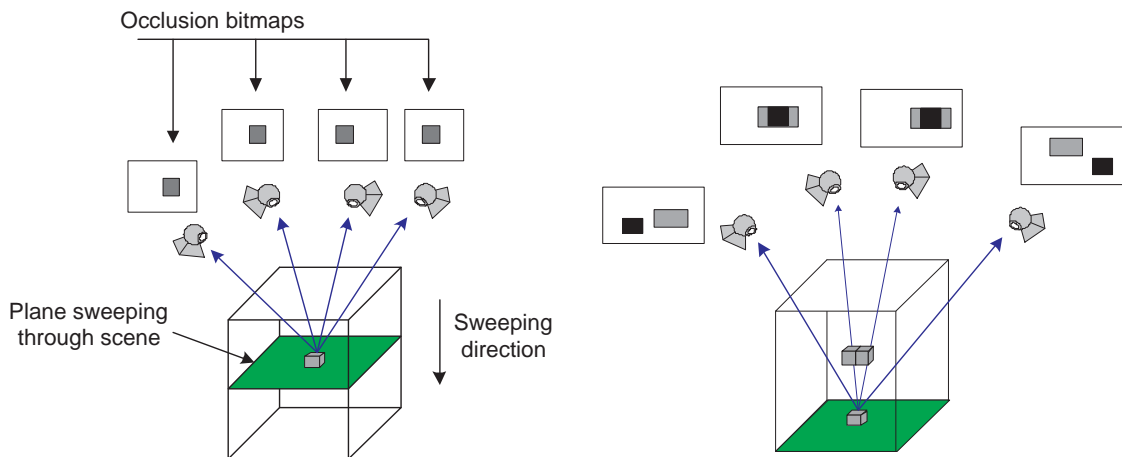 Occlusion bitmaps
Plane sweeping
through scene
Sweeping
direction